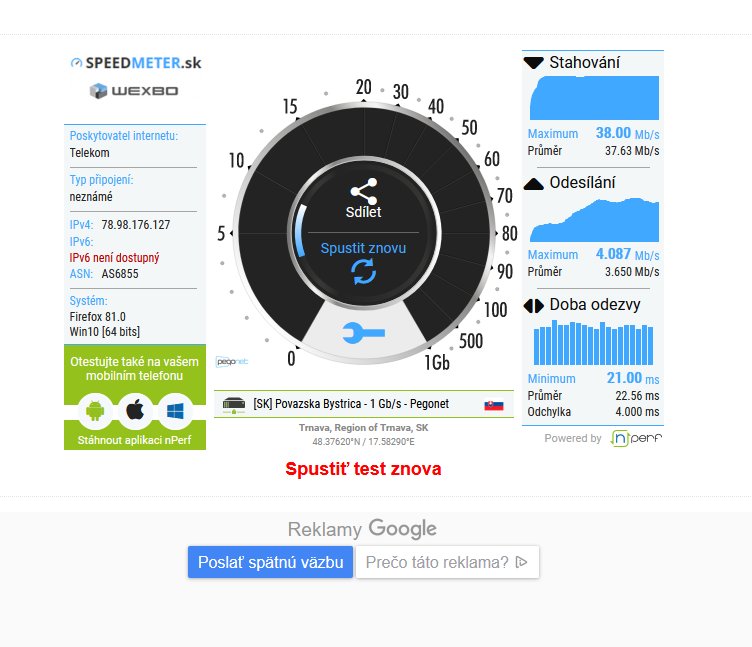 SPEEDMETER.sk
WEXBO
Poskytovatel internetu:
Telekom
Typ připojení:
neznámé
IPv4: 78.98.176.127
IPv6:
IPv6 není dostupný
ASN: AS6855
Systém:
Firefox 81.0
Win10 [64 bits]
Otestujte také na vašem
mobilním telefonu
Stáhnout aplikaci nPerf
0
5
10
15
20
30
40
50
60
70
80
90
100
500
1Gb
Sdílet
Spustit znovu
pegonet
[SK] Povazska Bystrica - 1 Gb/s - Pegonet
Trnava, Region of Trnava, SK
48.37620°N / 17.58290°E
Spustiť test znova
Stahování
Maximum 38.00 Mb/s
Průměr 37.63 Mb/s
Odesílání
Maximum 4.087 Mb/s
Průměr 3.650 Mb/s
Doba odezvy
Minimum 21.00 ms
Průměr 22.56 ms
Odchylka 4.000 ms
Powered by nperf
Reklamy Google
Poslať spätnú väzbu
Prečo táto reklama?